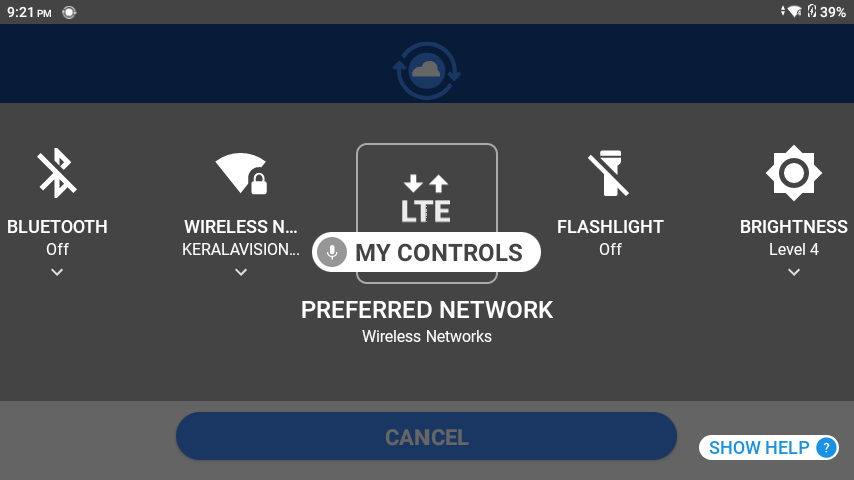 9:21 PM
39%
LTE
BLUETOOTH
Off
WIRELESS N...
KERALAVISION...
FLASHLIGHT
Off
BRIGHTNESS
Level 4
MY CONTROLS
PREFERRED NETWORK
Wireless Networks
CANCEL
SHOW HELP ?